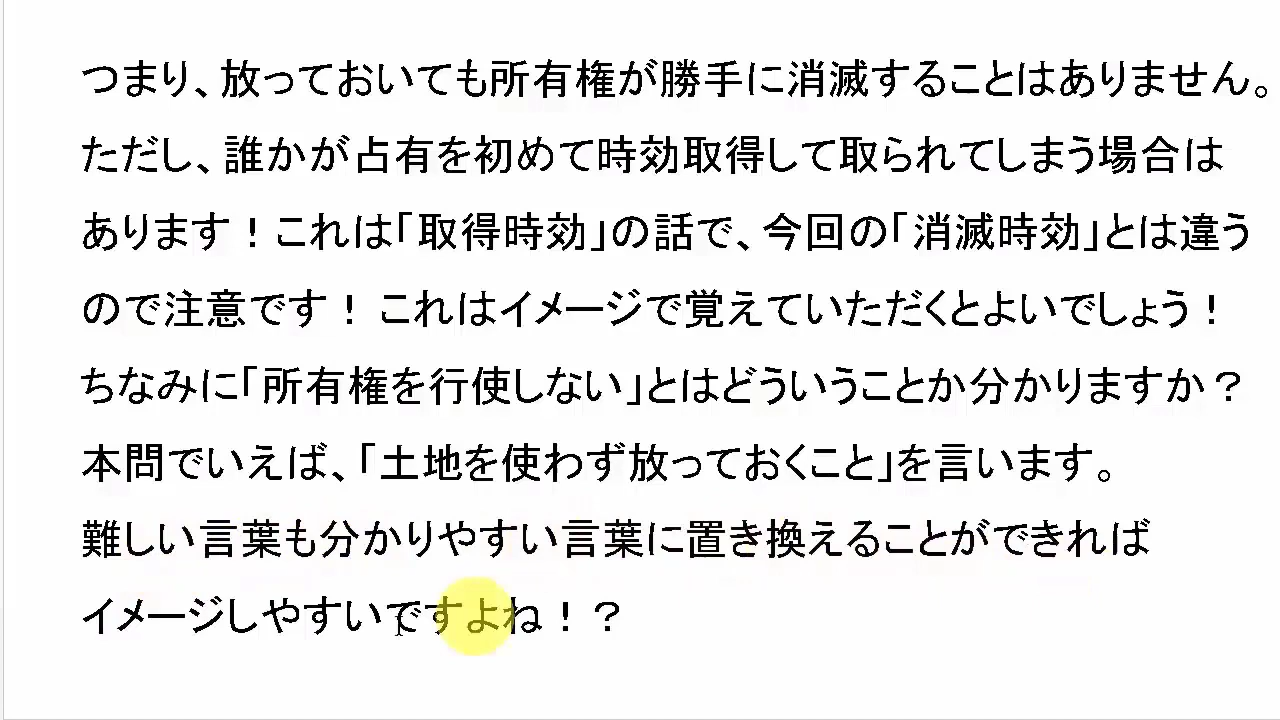 つまり、放っておいても所有権が勝手に消滅することはありません。
ただし、誰かが占有を初めて時効取得して取られてしまう場合は
あります！これは「取得時効」の話で、今回の「消滅時効」とは違う
ので注意です！ これはイメージで覚えていただくとよいでしょう！
ちなみに「所有権を行使しない」とはどういうことか分かりますか？
本問でいえば、「土地を使わず放っておくこと」を言います。
難しい言葉も分かりやすい言葉に置き換えることができれば
イメージしやすいですよね！？